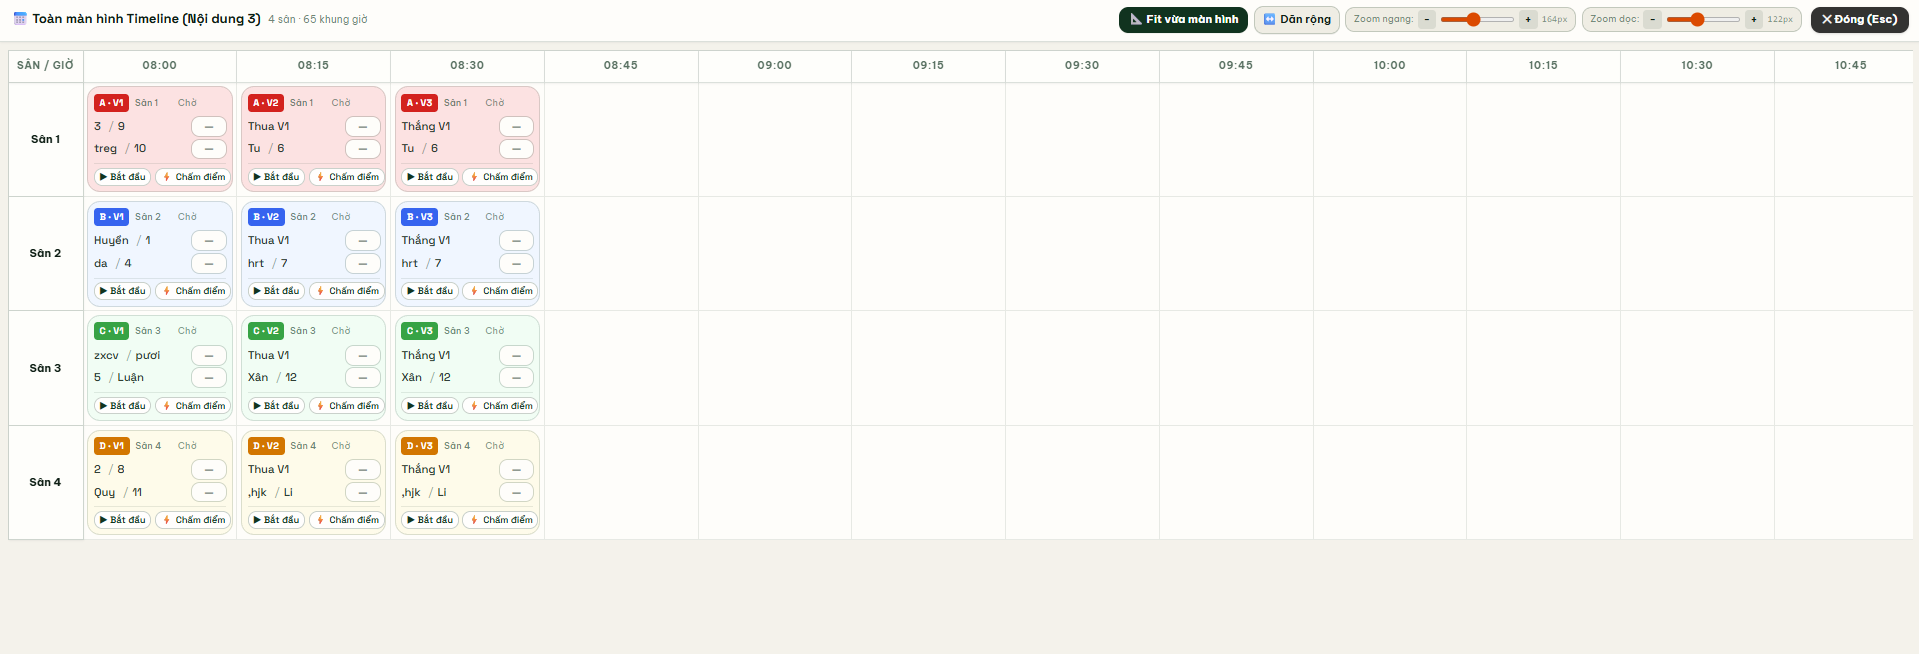 Toàn màn hình Timeline (Nội dung 3) 4 sân · 65 khung giờ Fit vừa màn hình Dãn rộng Zoom ngang: - + 164px Zoom dọc: - + 122px ✕ Đóng (Esc)
SÂN / GIỜ 08:00 08:15 08:30 08:45 09:00 09:15 09:30 09:45 10:00 10:15 10:30 10:45
A · V1 Sân 1 Chờ A · V2 Sân 1 Chờ A · V3 Sân 1 Chờ
3 / 9 — Thua V1 — Thắng V1 —
Sân 1
treg / 10 — Tu / 6 — Tu / 6 —
▶ Bắt đầu Chấm điểm ▶ Bắt đầu Chấm điểm ▶ Bắt đầu Chấm điểm
B · V1 Sân 2 Chờ B · V2 Sân 2 Chờ B · V3 Sân 2 Chờ
Huyền / 1 — Thua V1 — Thắng V1 —
Sân 2
da / 4 — hrt / 7 — hrt / 7 —
▶ Bắt đầu Chấm điểm ▶ Bắt đầu Chấm điểm ▶ Bắt đầu Chấm điểm
C · V1 Sân 3 Chờ C · V2 Sân 3 Chờ C · V3 Sân 3 Chờ
zxcv / pươi — Thua V1 — Thắng V1 —
Sân 3
5 / Luận — Xân / 12 — Xân / 12 —
▶ Bắt đầu Chấm điểm ▶ Bắt đầu Chấm điểm ▶ Bắt đầu Chấm điểm
D · V1 Sân 4 Chờ D · V2 Sân 4 Chờ D · V3 Sân 4 Chờ
2 / 8 — Thua V1 — Thắng V1 —
Sân 4
Quy / 11 — ,hjk / Li — ,hjk / Li —
▶ Bắt đầu Chấm điểm ▶ Bắt đầu Chấm điểm ▶ Bắt đầu Chấm điểm